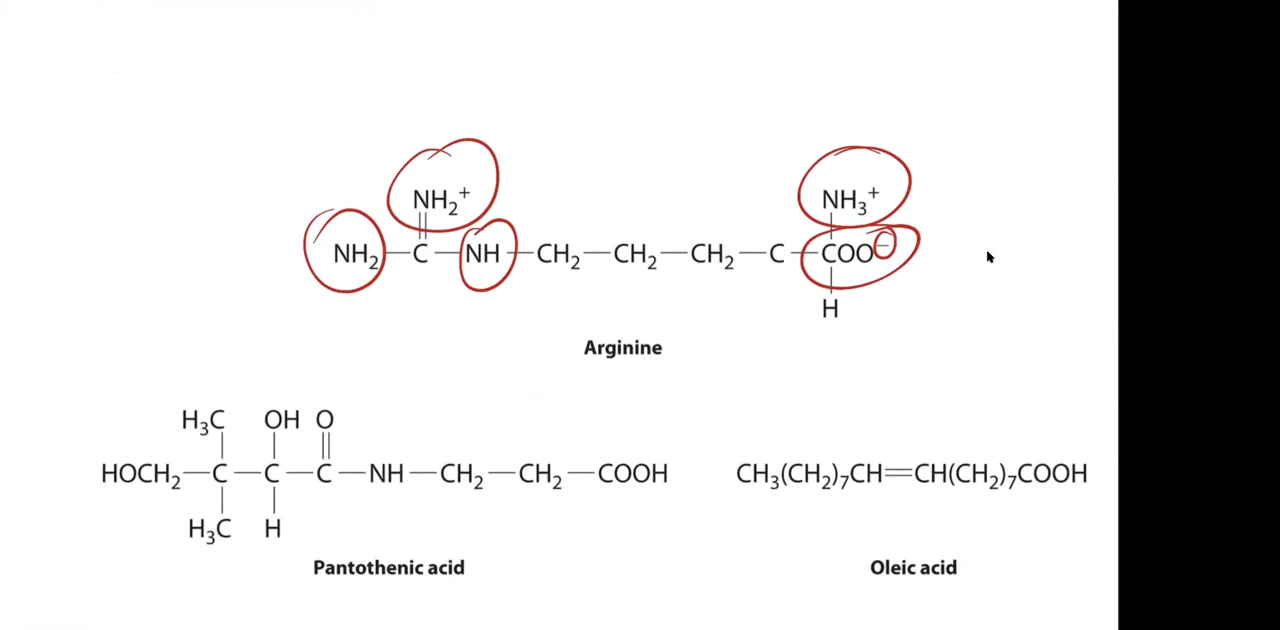 NH₂⁺ NH₃⁺
NH₂—C—NH—CH₂—CH₂—CH₂—C—COO⁻
H
Arginine
H₃C OH O
HOCH₂—C—C—C—NH—CH₂—CH₂—COOH
H₃C H
CH₃(CH₂)₇CH=CH(CH₂)₇COOH
Pantothenic acid
Oleic acid